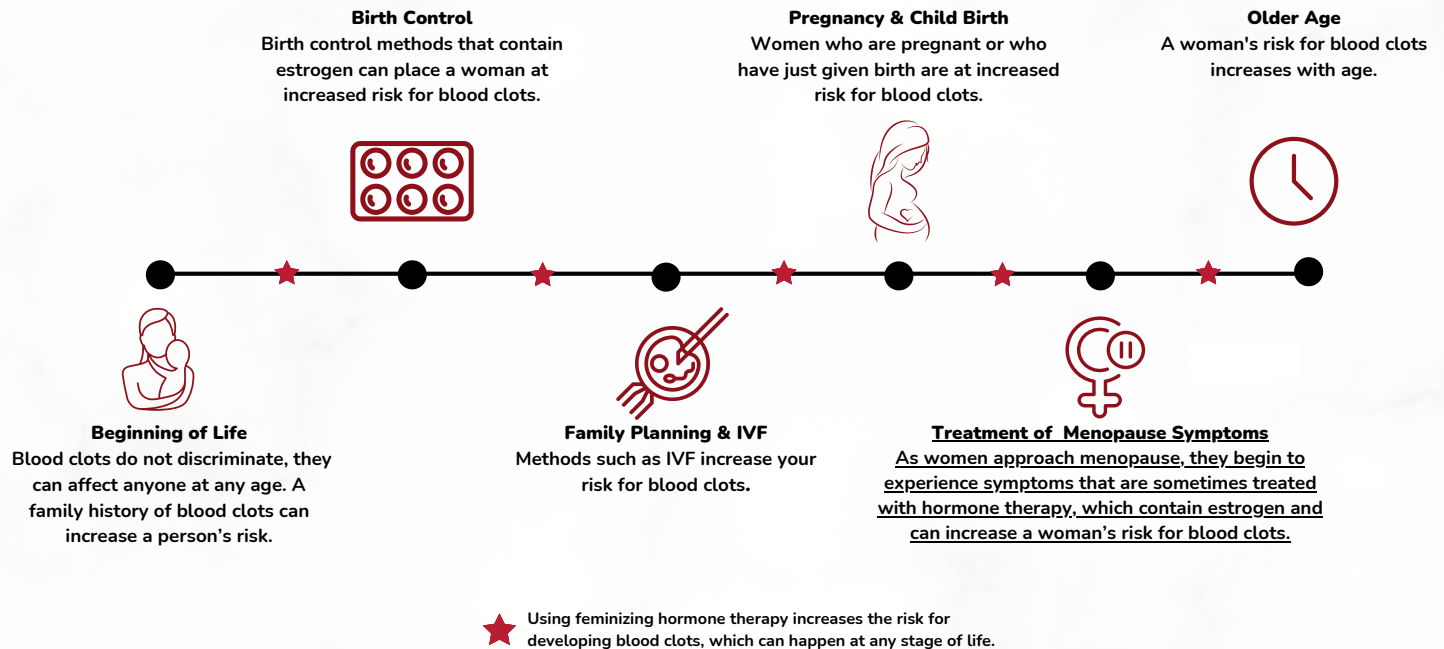 Birth Control
Birth control methods that contain
estrogen can place a woman at
increased risk for blood clots.
Pregnancy & Child Birth
Women who are pregnant or who
have just given birth are at increased
risk for blood clots.
Older Age
A woman's risk for blood clots
increases with age.
Beginning of Life
Blood clots do not discriminate, they
can affect anyone at any age. A
family history of blood clots can
increase a person’s risk.
Family Planning & IVF
Methods such as IVF increase your
risk for blood clots.
Treatment of  Menopause Symptoms
As women approach menopause, they begin to
experience symptoms that are sometimes treated
with hormone therapy, which contain estrogen and
can increase a woman’s risk for blood clots.
Using feminizing hormone therapy increases the risk for
developing blood clots, which can happen at any stage of life.